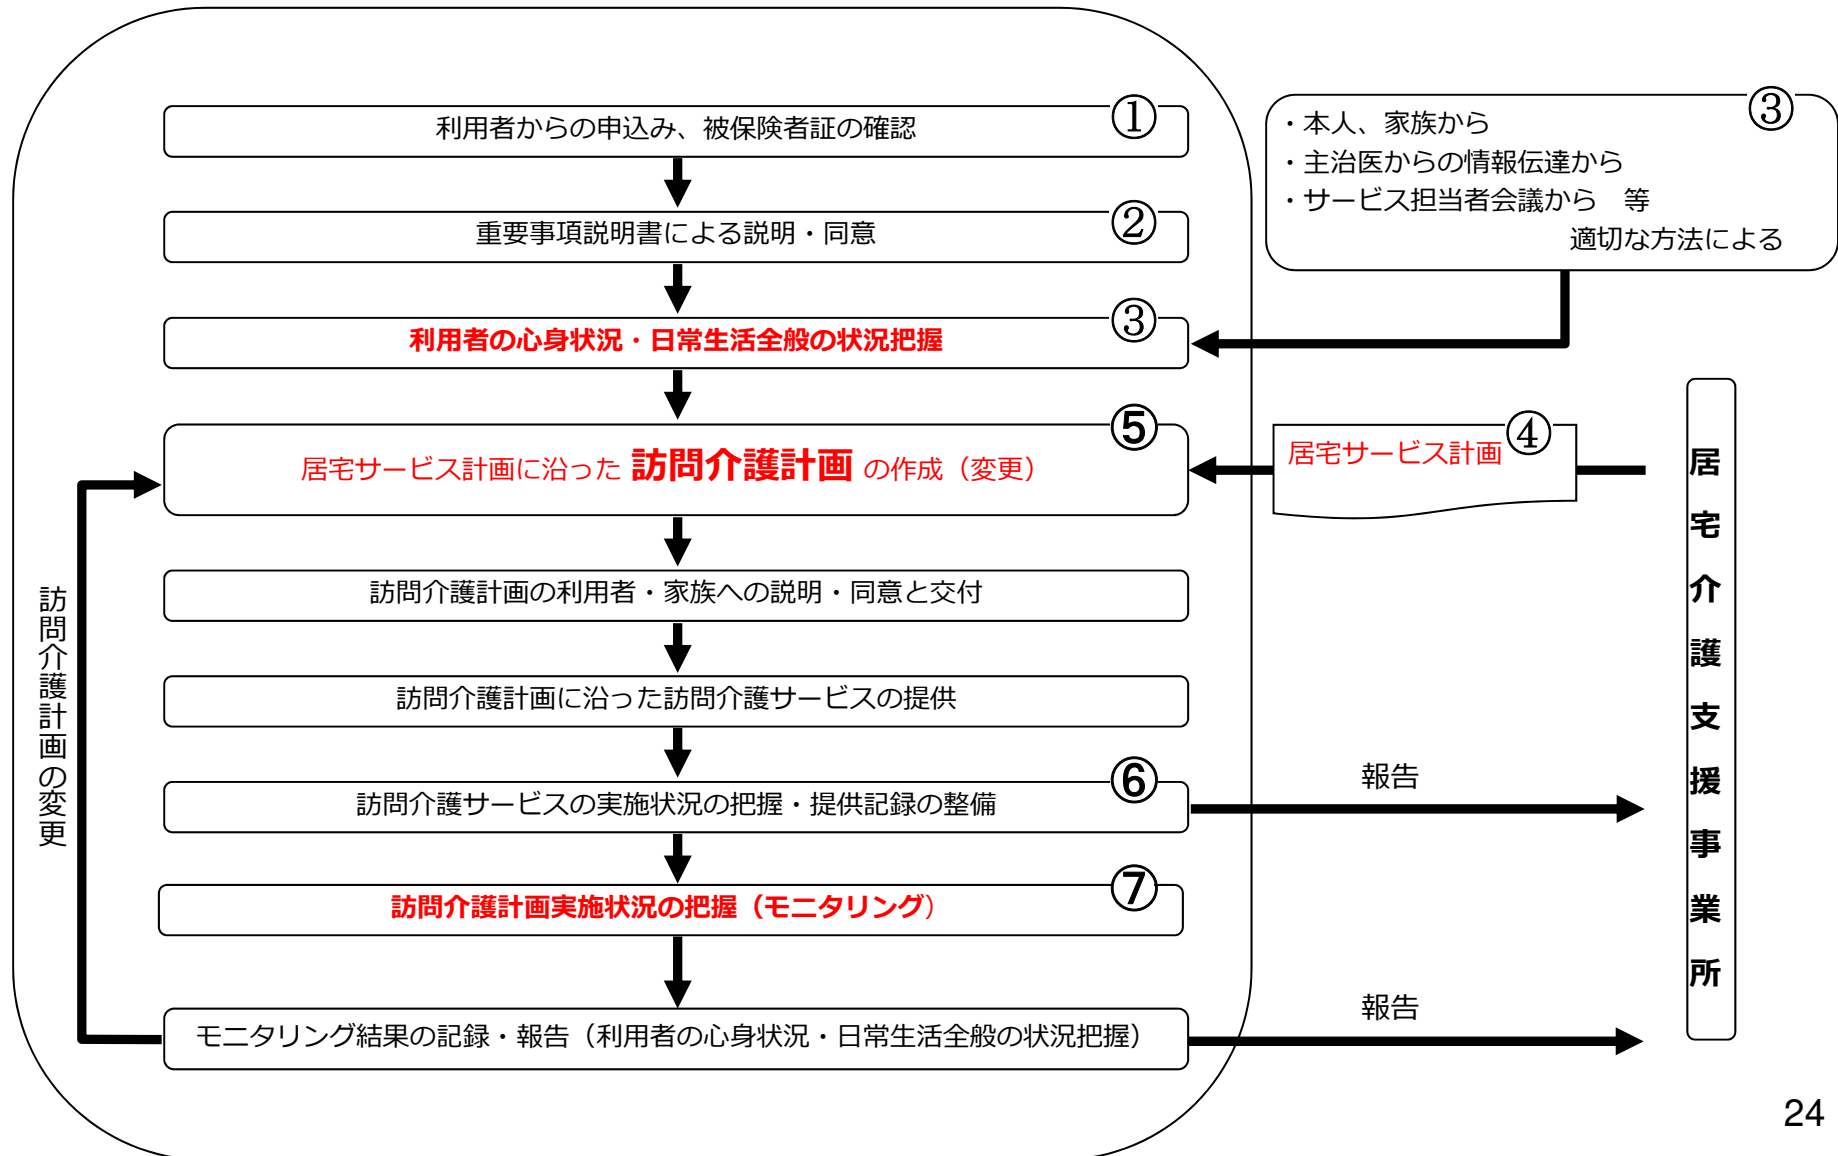 ①
利用者からの申込み、被保険者証の確認
②
重要事項説明書による説明・同意
③
利用者の心身状況・日常生活全般の状況把握
③
・本人、家族から
・主治医からの情報伝達から
・サービス担当者会議から　等
適切な方法による
⑤
居宅サービス計画に沿った 訪問介護計画 の作成（変更）
④
居宅サービス計画
訪問介護計画の利用者・家族への説明・同意と交付
訪問介護計画に沿った訪問介護サービスの提供
⑥
訪問介護サービスの実施状況の把握・提供記録の整備
報告
⑦
訪問介護計画実施状況の把握（モニタリング）
モニタリング結果の記録・報告（利用者の心身状況・日常生活全般の状況把握）
報告
訪問介護計画の変更
居宅介護支援事業所
24